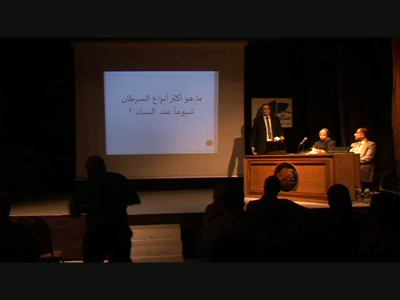 ما هو أكثر أنواع السرطان
شيوعاً عند النساء ؟